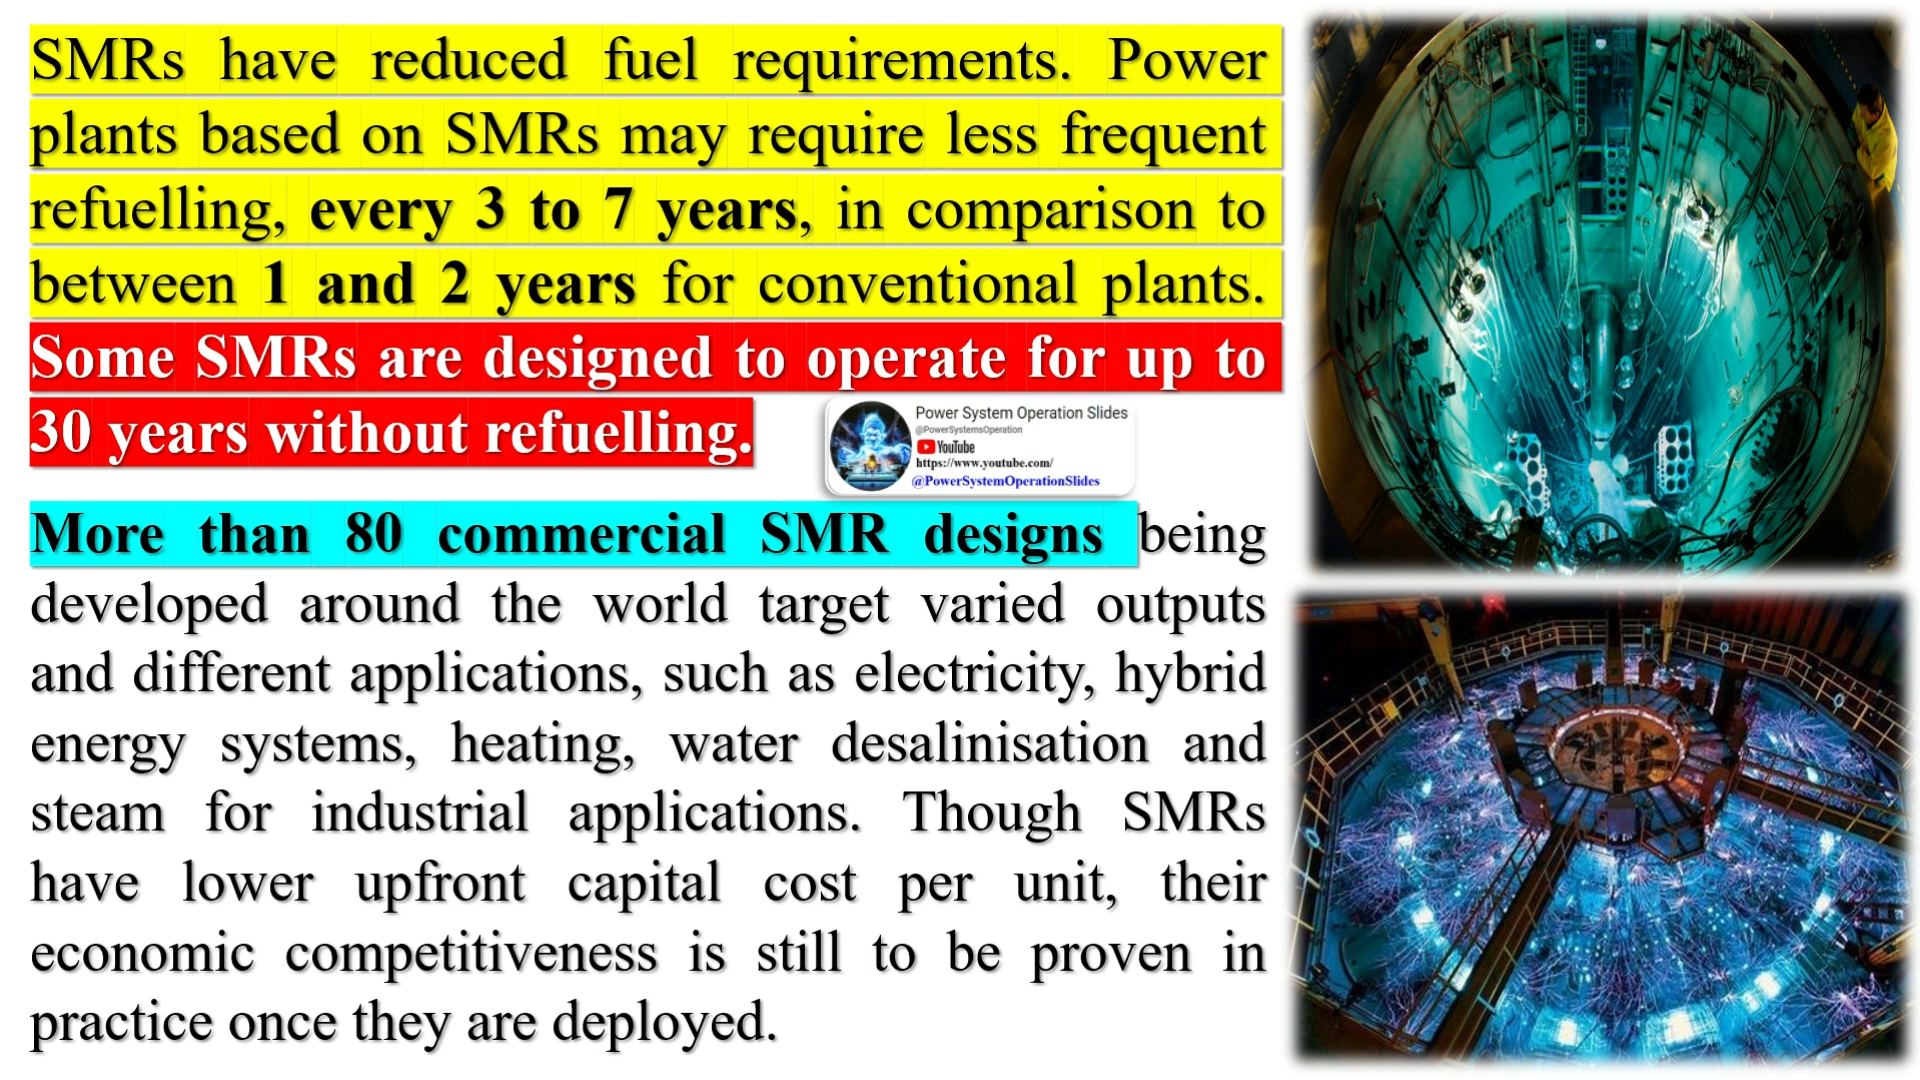 SMRs have reduced fuel requirements. Power
plants based on SMRs may require less frequent
refuelling, every 3 to 7 years, in comparison to
between 1 and 2 years for conventional plants.
Some SMRs are designed to operate for up to
30 years without refuelling.
Power System Operation Slides
@PowerSystemsOperation
YouTube
https://www.youtube.com/
@PowerSystemOperationSlides
More than 80 commercial SMR designs being
developed around the world target varied outputs
and different applications, such as electricity, hybrid
energy systems, heating, water desalinisation and
steam for industrial applications. Though SMRs
have lower upfront capital cost per unit, their
economic competitiveness is still to be proven in
practice once they are deployed.